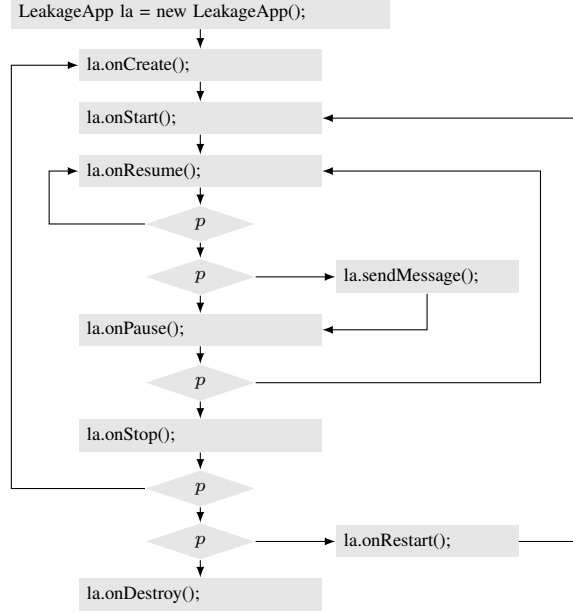 LeakageApp la = new LeakageApp();
la.onCreate();
la.onStart();
la.onResume();
p
p
la.sendMessage();
la.onPause();
p
la.onStop();
p
p
la.onRestart();
la.onDestroy();